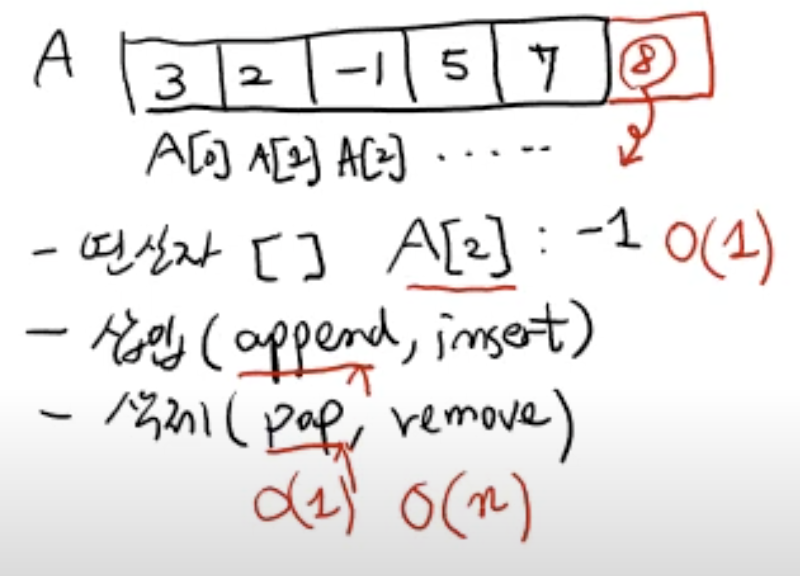 A 3 2 -1 5 7 8
A[0] A[1] A[2] ......
- 연산자 [ ] A[2] : -1 O(1)
- 삽입 (append, insert)
- 삭제 (pop, remove)
O(1) O(n)